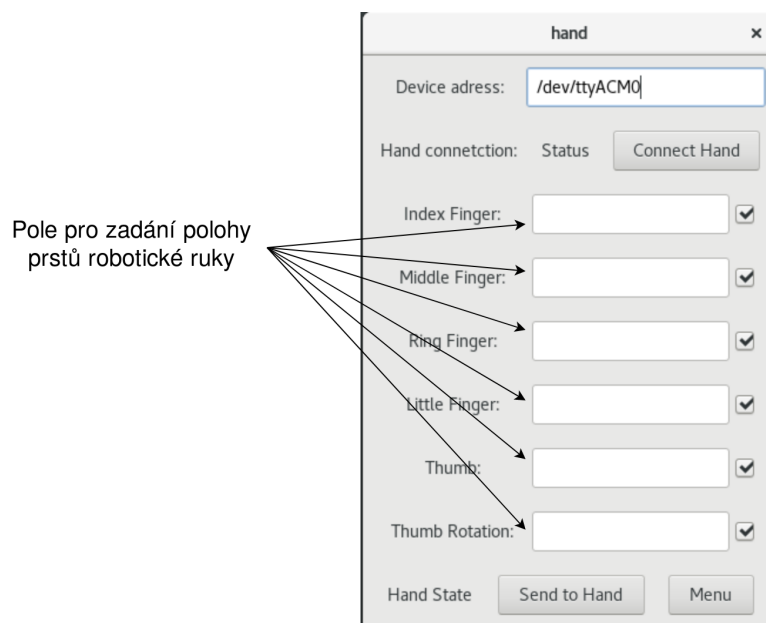 hand ×
Device adress: /dev/ttyACM0
Hand connetction: Status Connect Hand
Index Finger:
Pole pro zadání polohy
prstů robotické ruky
Middle Finger:
Ring Finger:
Little Finger:
Thumb:
Thumb Rotation:
Hand State Send to Hand Menu